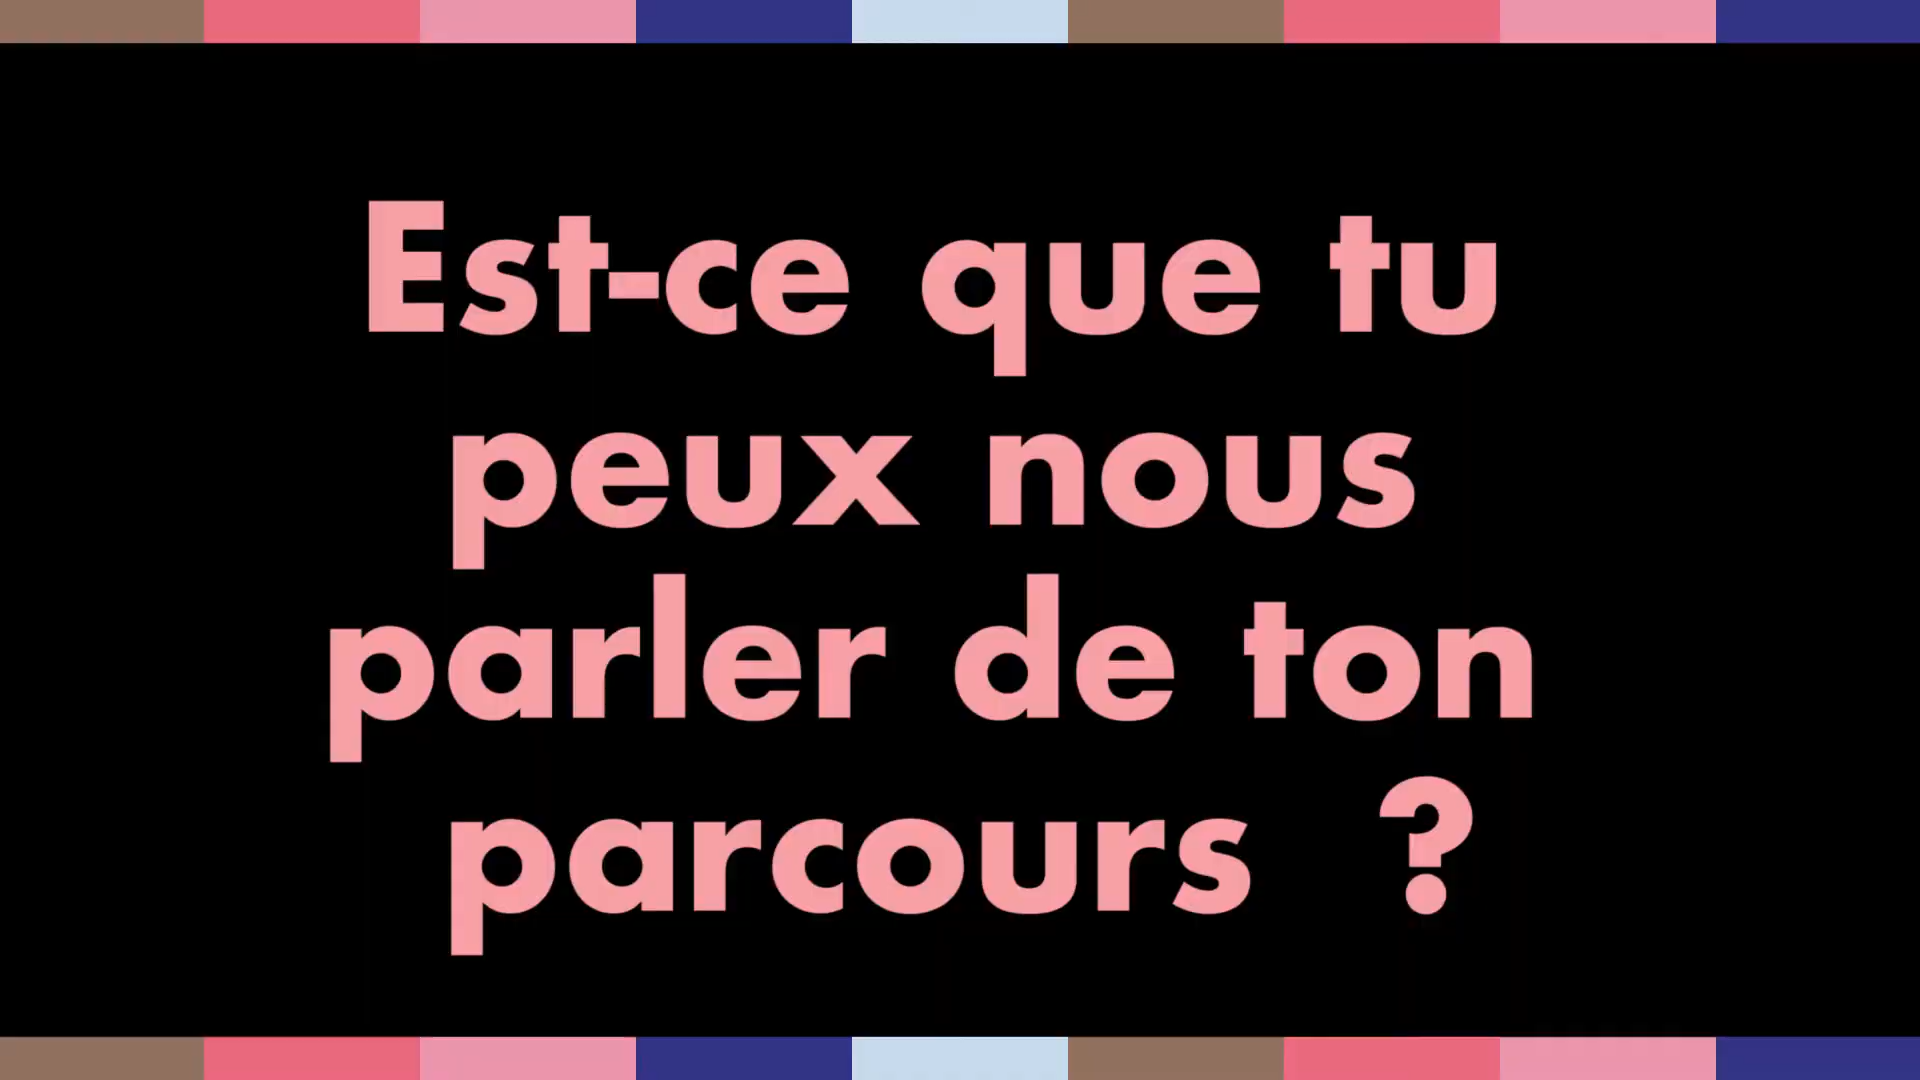 Est-ce que tu
peux nous
parler de ton
parcours ?